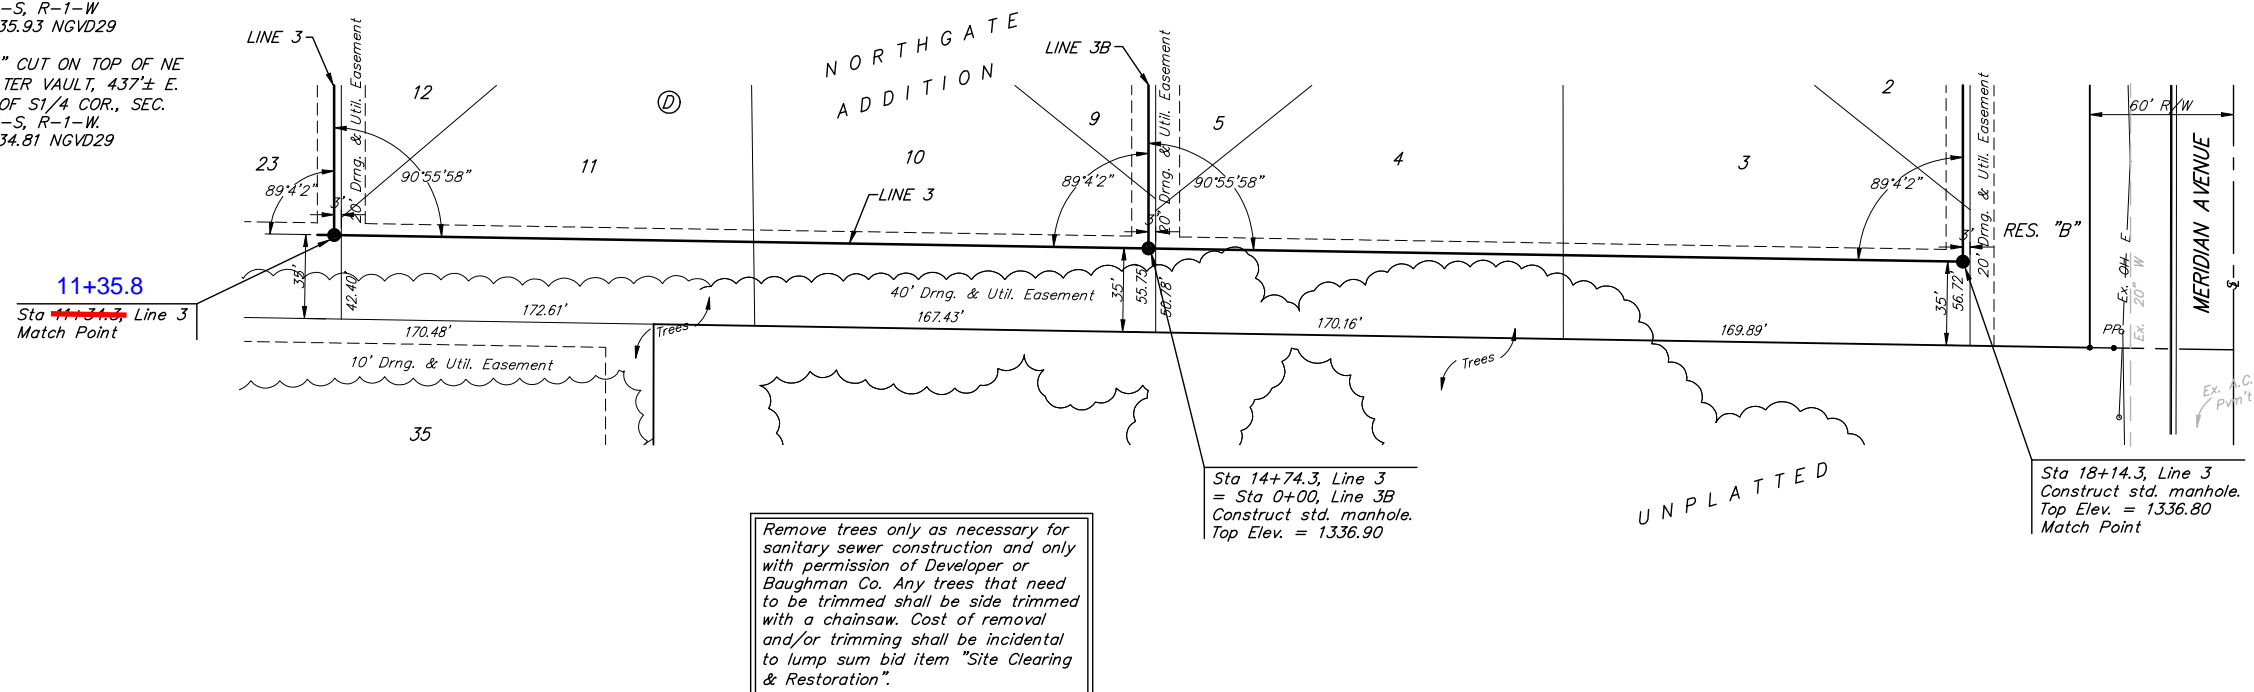 -S, R-1-W
35.93 NGVD29
" CUT ON TOP OF NE
TER VAULT, 437'± E.
OF S1/4 COR., SEC.
-S, R-1-W.
34.81 NGVD29
LINE 3
20' Drng. & Util. Easement
12
D
NORTHGATE
ADDITION
LINE 3B
20' Drng. & Util. Easement
2
20' Drng. & Util. Easement
60' R/W
MERIDIAN AVENUE
23
11
10
9
5
4
3
89°4'2"
90°55'58"
LINE 3
89°4'2"
90°55'58"
89°4'2"
RES. "B"
3'
3'
3'
35'
42.40'
40' Drng. & Util. Easement
35'
55.75'
50.78'
35'
56.72'
Ex. OH E
Ex. 20" W
PP
11+35.8
Sta Line 3
Match Point
172.61'
167.43'
170.16'
169.89'
170.48'
Trees
Trees
10' Drng. & Util. Easement
35
Ex. A.C.
Pvm't
Sta 14+74.3, Line 3
= Sta 0+00, Line 3B
Construct std. manhole.
Top Elev. = 1336.90
UNPLATTED
Sta 18+14.3, Line 3
Construct std. manhole.
Top Elev. = 1336.80
Match Point
Remove trees only as necessary for
sanitary sewer construction and only
with permission of Developer or
Baughman Co. Any trees that need
to be trimmed shall be side trimmed
with a chainsaw. Cost of removal
and/or trimming shall be incidental
to lump sum bid item "Site Clearing
& Restoration".